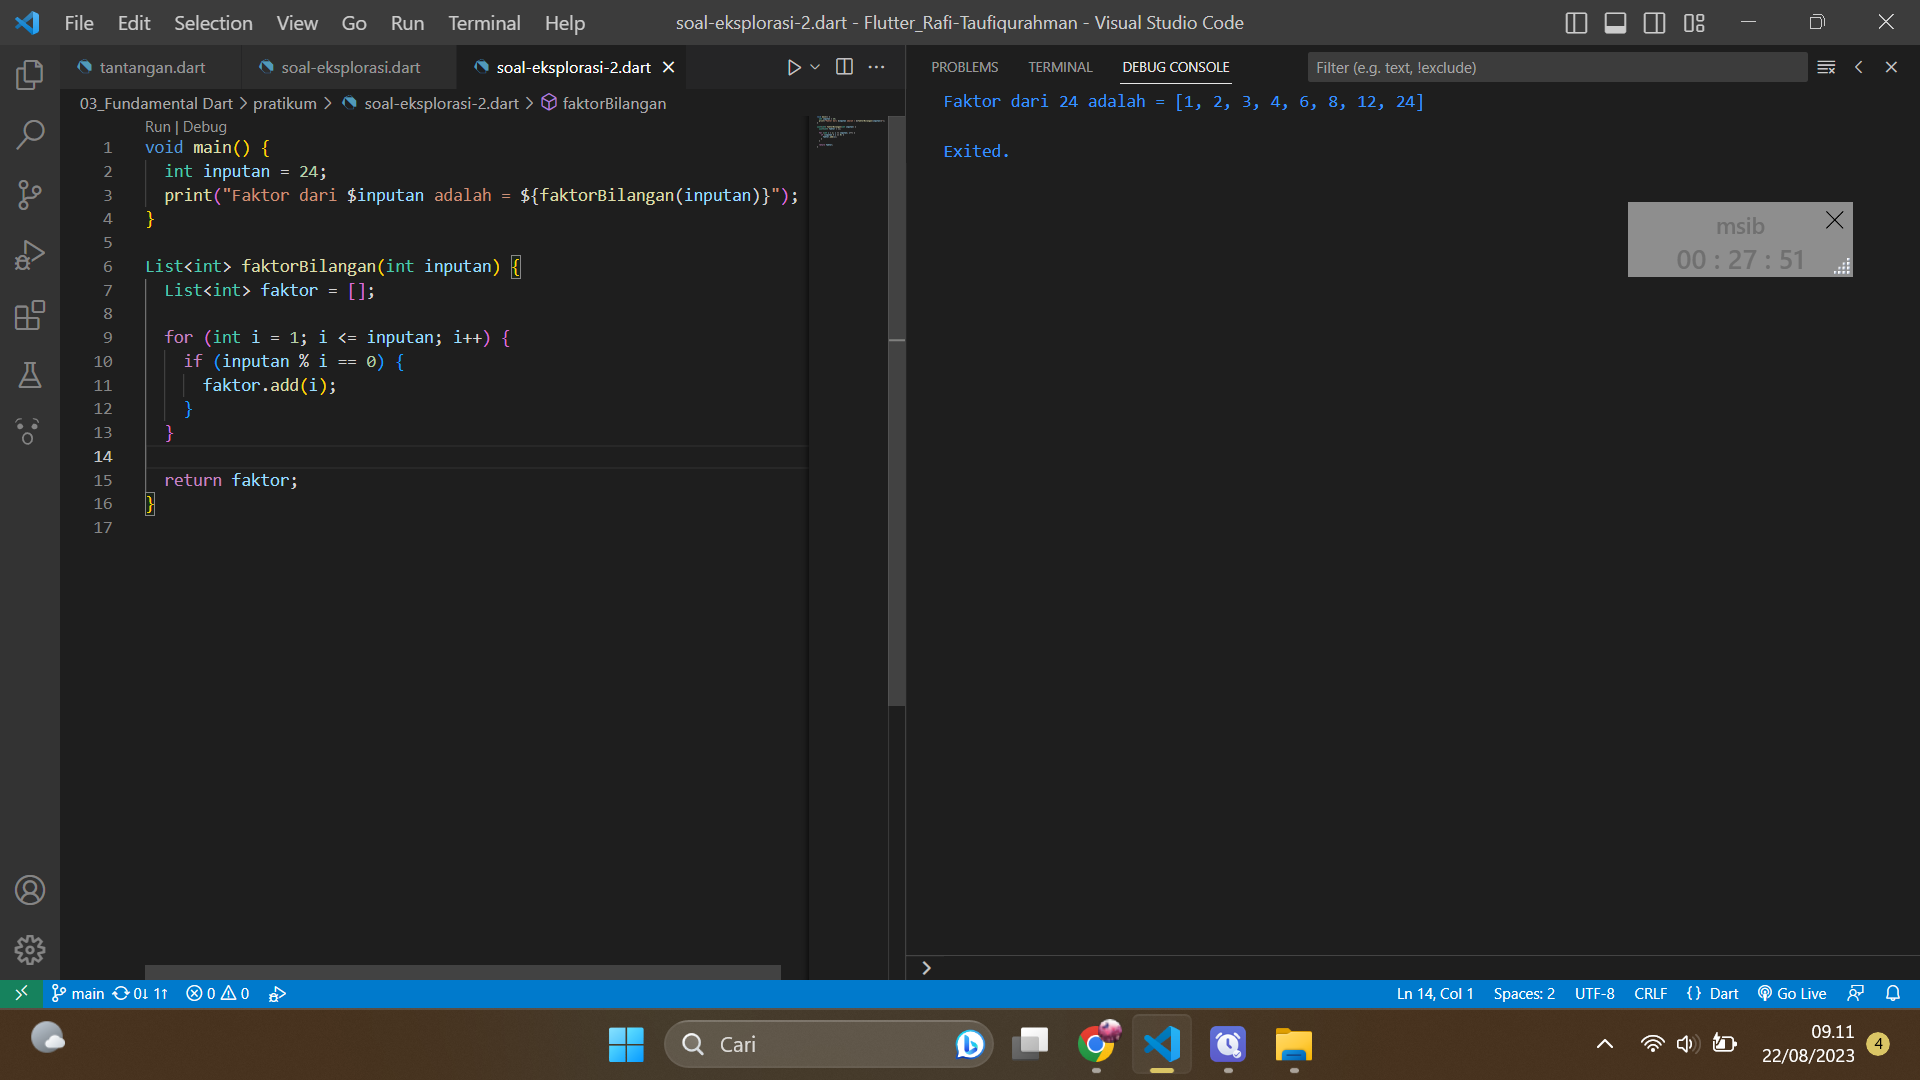 File Edit Selection View Go Run Terminal Help soal-eksplorasi-2.dart - Flutter_Rafi-Taufiqurahman - Visual Studio Code
tantangan.dart soal-eksplorasi.dart soal-eksplorasi-2.dart
03_Fundamental Dart > pratikum > soal-eksplorasi-2.dart > faktorBilangan
Run | Debug
1 void main() {
2 int inputan = 24;
3 print("Faktor dari $inputan adalah = ${faktorBilangan(inputan)}");
4 }
5
6 List<int> faktorBilangan(int inputan) {
7 List<int> faktor = [];
8
9 for (int i = 1; i <= inputan; i++) {
10 if (inputan % i == 0) {
11 faktor.add(i);
12 }
13 }
14
15 return faktor;
16 }
17
PROBLEMS TERMINAL DEBUG CONSOLE Filter (e.g. text, !exclude)
Faktor dari 24 adalah = [1, 2, 3, 4, 6, 8, 12, 24]
Exited.
msib
00 : 27 : 51
main 0↓ 1↑ 0 0 Ln 14, Col 1 Spaces: 2 UTF-8 CRLF {} Dart Go Live
Cari
09.11
22/08/2023
4